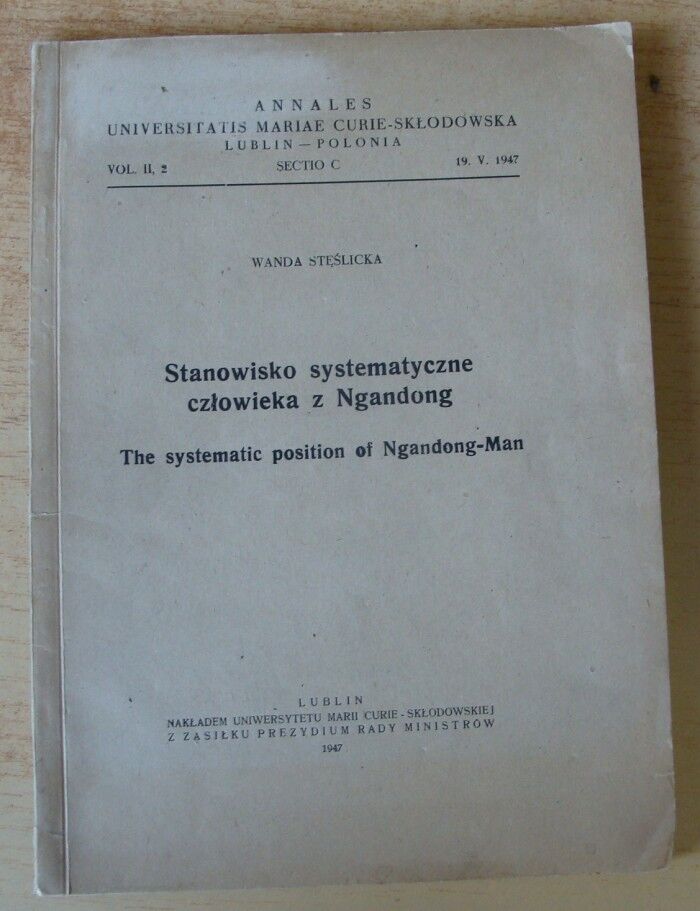 ANNALES
UNIVERSITATIS MARIAE CURIE-SKŁODOWSKA
LUBLIN — POLONIA
VOL. II, 2 SECTIO C 19. V. 1947
WANDA STĘŚLICKA
Stanowisko systematyczne
człowieka z Ngandong
The systematic position of Ngandong-Man
LUBLIN
NAKŁADEM UNIWERSYTETU MARII CURIE-SKŁODOWSKIEJ
Z ZASIŁKU PREZYDIUM RADY MINISTRÓW
1947